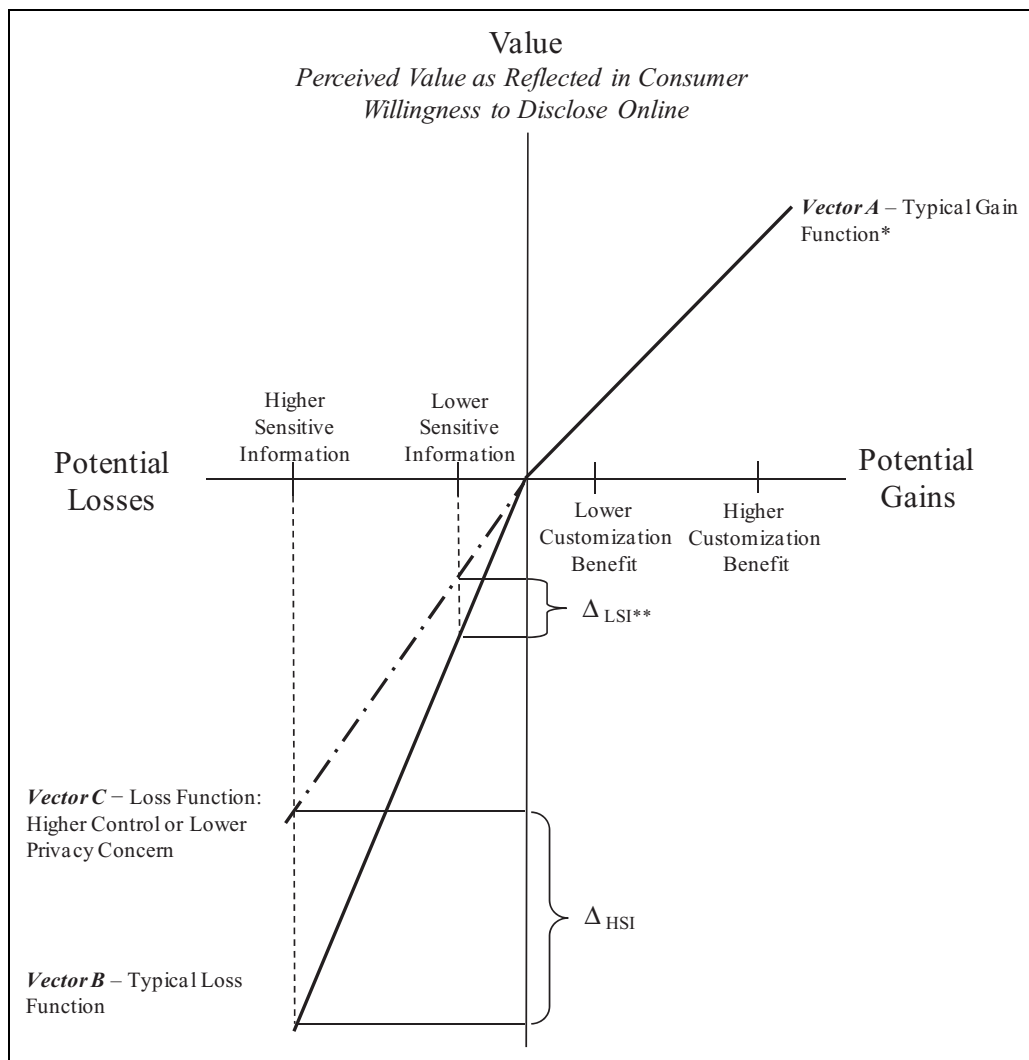 Value
Perceived Value as Reflected in Consumer
Willingness to Disclose Online
Vector A – Typical Gain
Function*
Higher
Sensitive
Information
Lower
Sensitive
Information
Potential
Losses
Potential
Gains
Lower
Customization
Benefit
Higher
Customization
Benefit
Δ LSI**
Vector C – Loss Function:
Higher Control or Lower
Privacy Concern
Δ HSI
Vector B – Typical Loss
Function